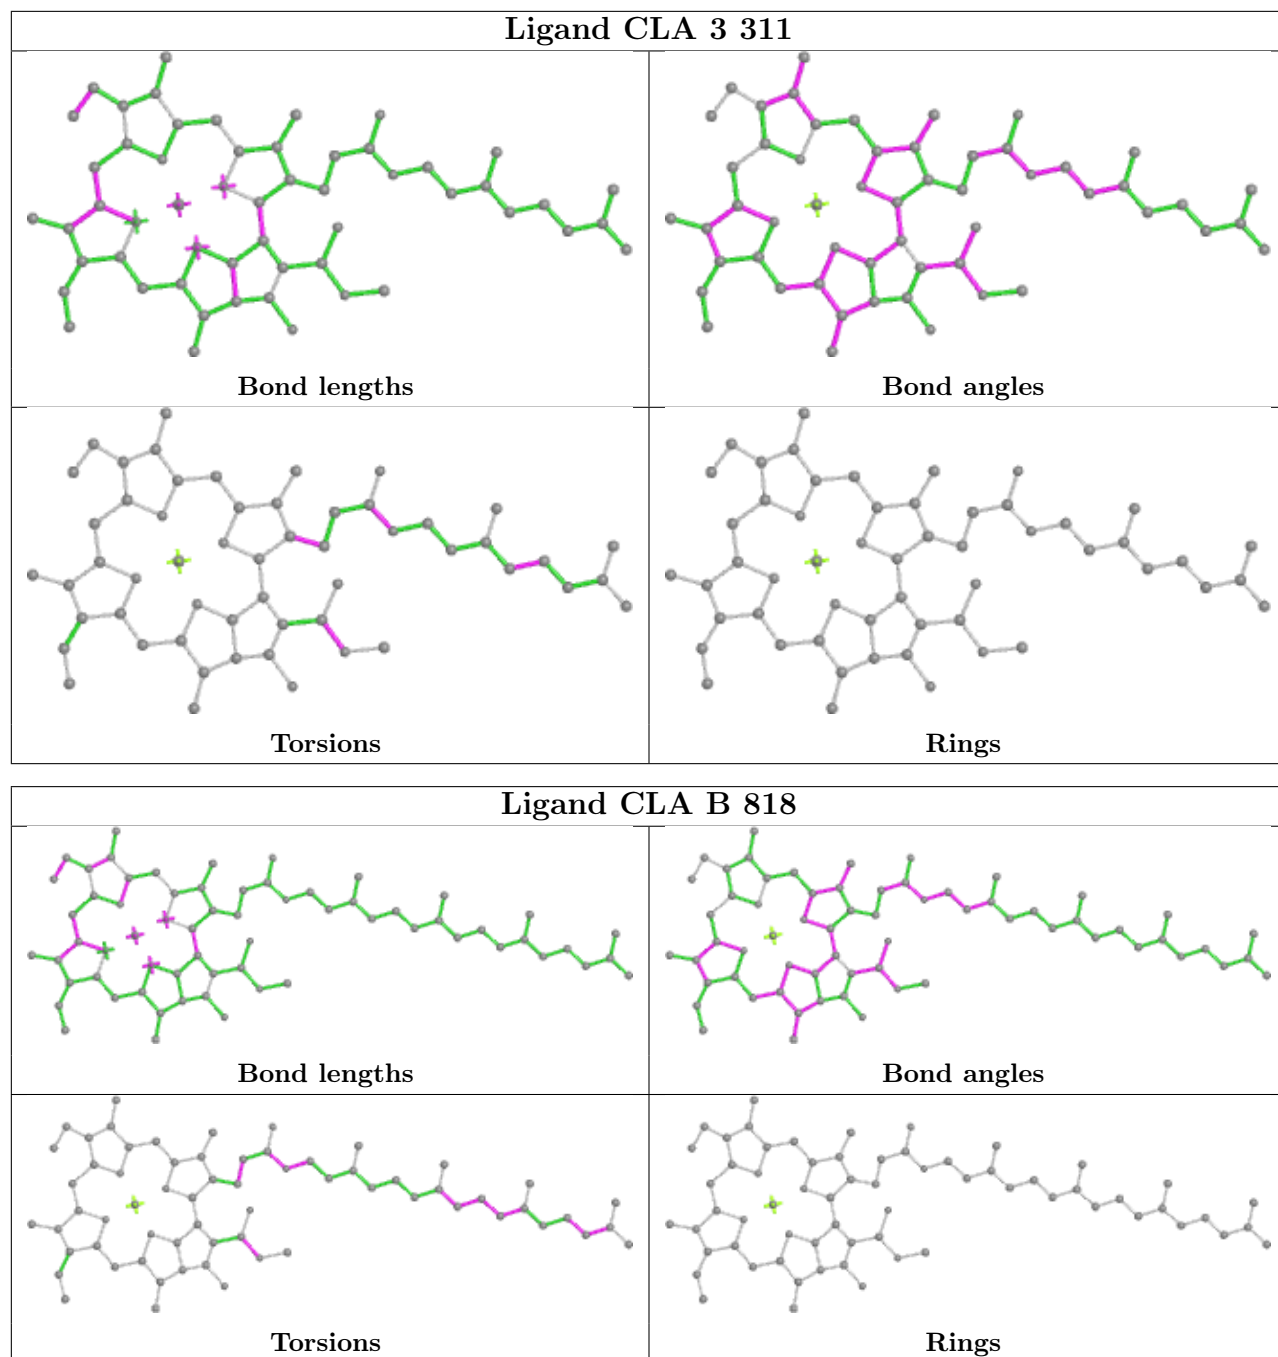 Ligand CLA 3 311
Bond lengths
Bond angles
Torsions
Rings
Ligand CLA B 818
Bond lengths
Bond angles
Torsions
Rings